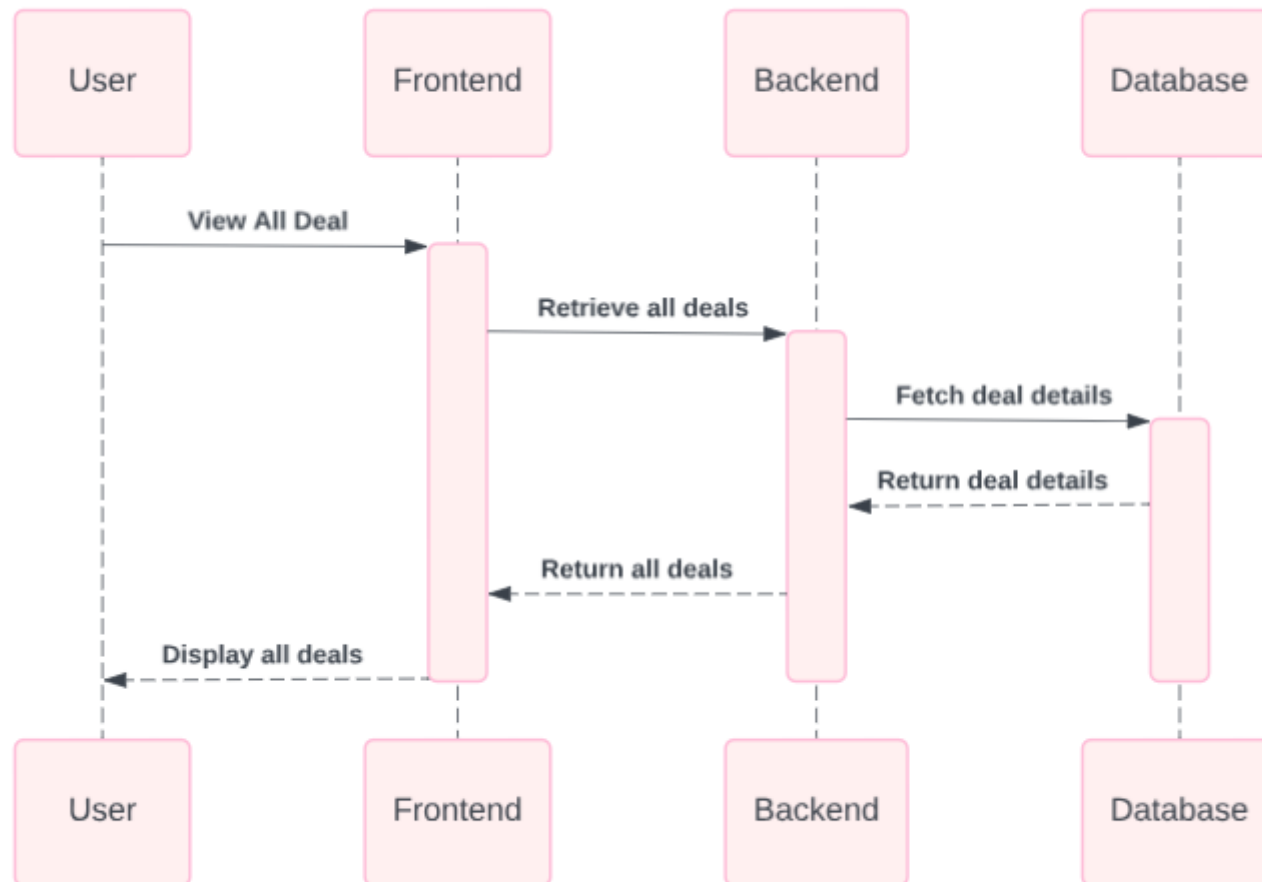 User
Frontend
Backend
Database
View All Deal
Retrieve all deals
Fetch deal details
Return deal details
Return all deals
Display all deals
User
Frontend
Backend
Database